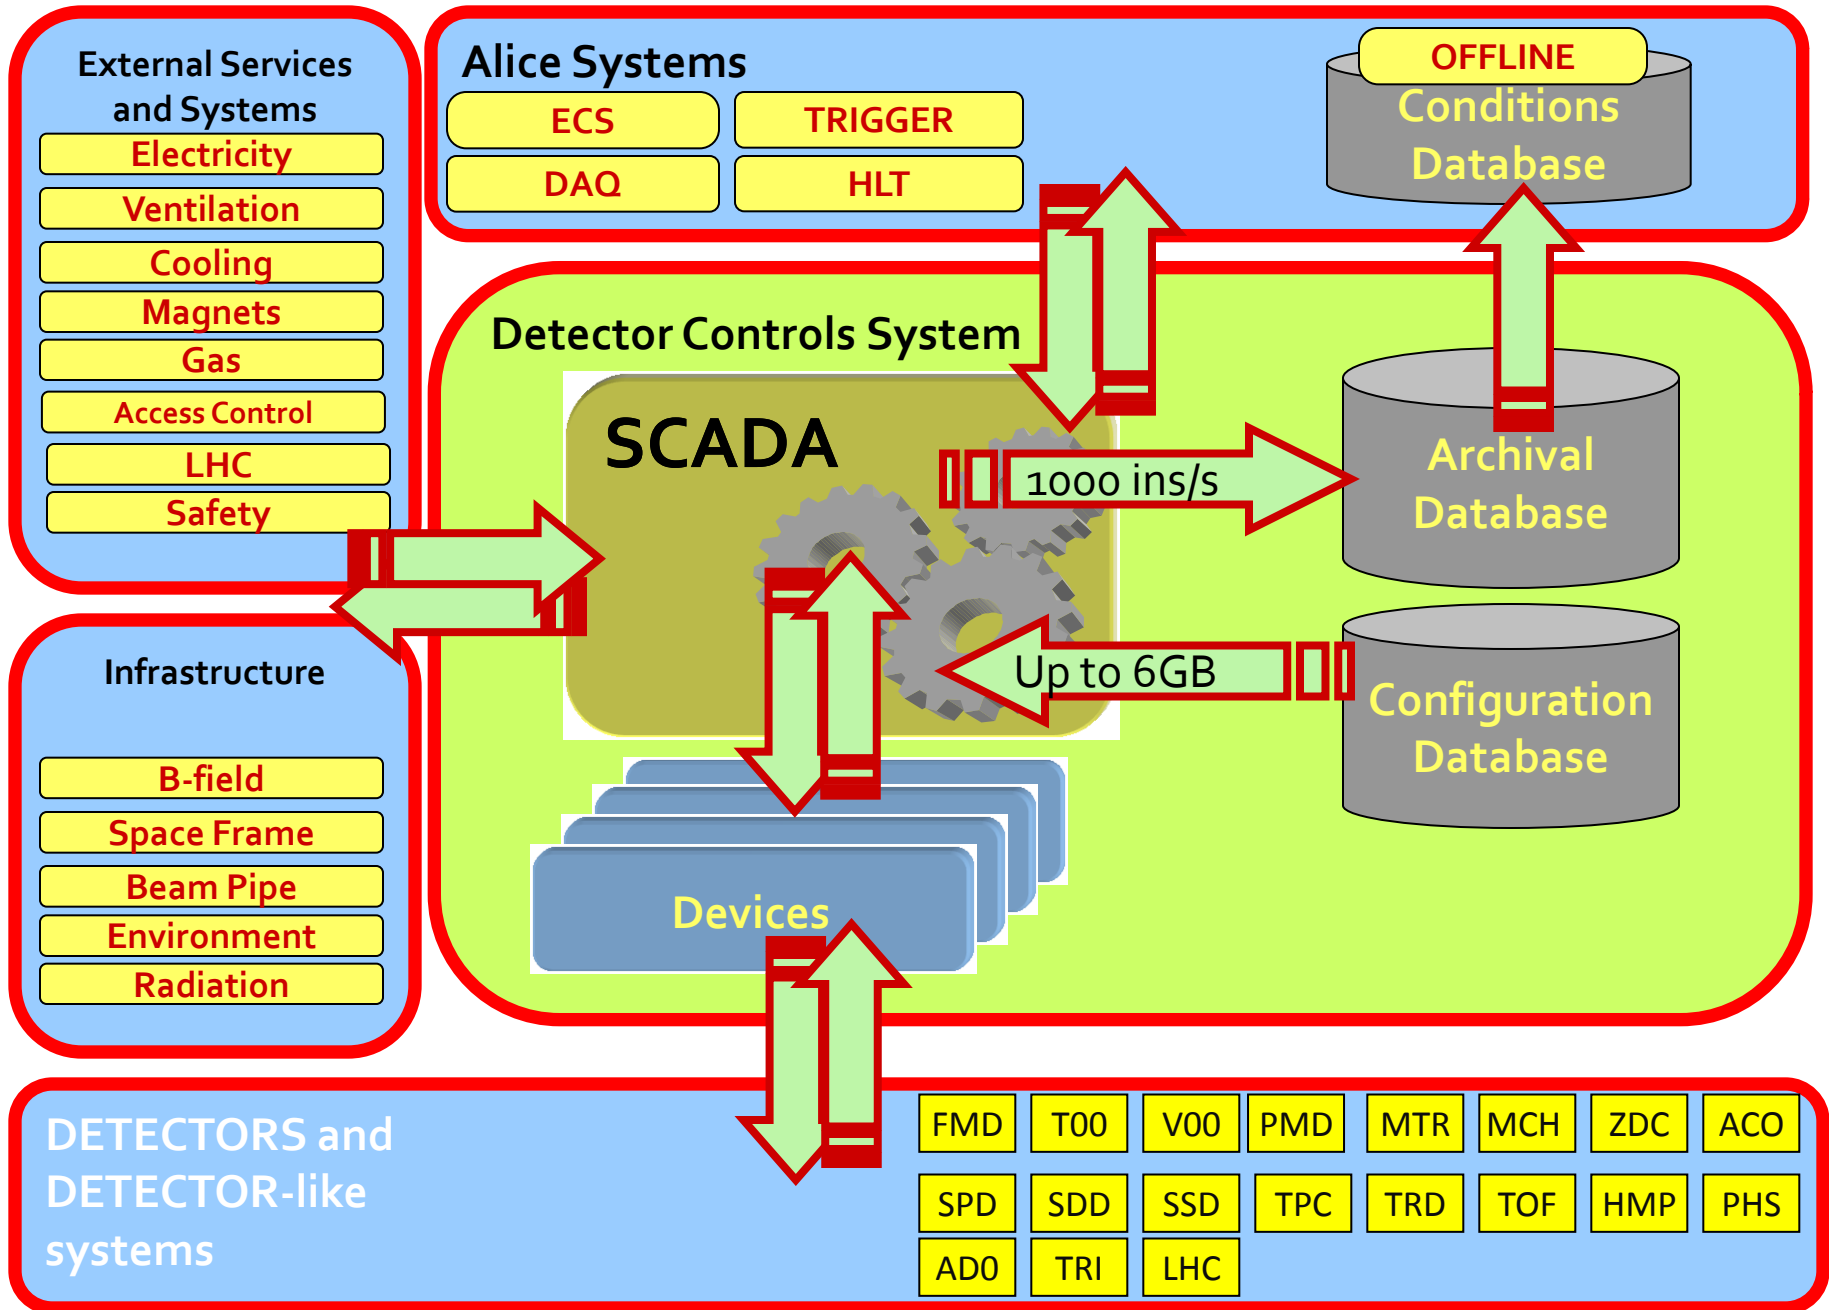 External Services
and Systems
Electricity
Ventilation
Cooling
Magnets
Gas
Access Control
LHC
Safety
Alice Systems
ECS
TRIGGER
DAQ
HLT
OFFLINE
Conditions
Database
Detector Controls System
SCADA
1000 ins/s
Archival
Database
Up to 6GB
Configuration
Database
Devices
Infrastructure
B-field
Space Frame
Beam Pipe
Environment
Radiation
DETECTORS and
DETECTOR-like
systems
FMD T00 V00 PMD MTR MCH ZDC ACO
SPD SDD SSD TPC TRD TOF HMP PHS
AD0 TRI LHC